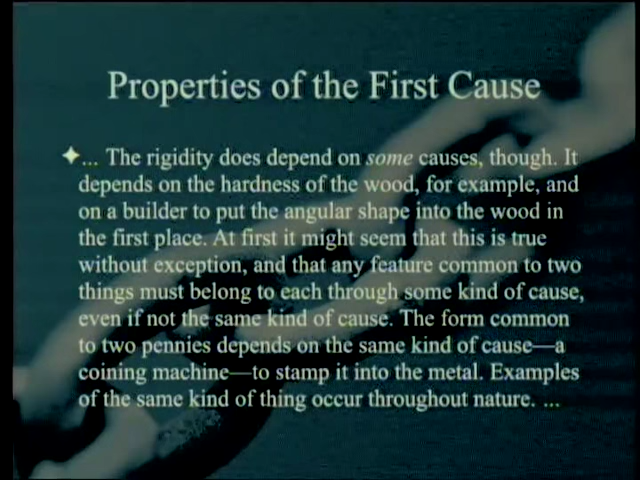 Properties of the First Cause
... The rigidity does depend on some causes, though. It
depends on the hardness of the wood, for example, and
on a builder to put the angular shape into the wood in
the first place. At first it might seem that this is true
without exception, and that any feature common to two
things must belong to each through some kind of cause,
even if not the same kind of cause. The form common
to two pennies depends on the same kind of cause—a
coining machine—to stamp it into the metal. Examples
of the same kind of thing occur throughout nature. ...